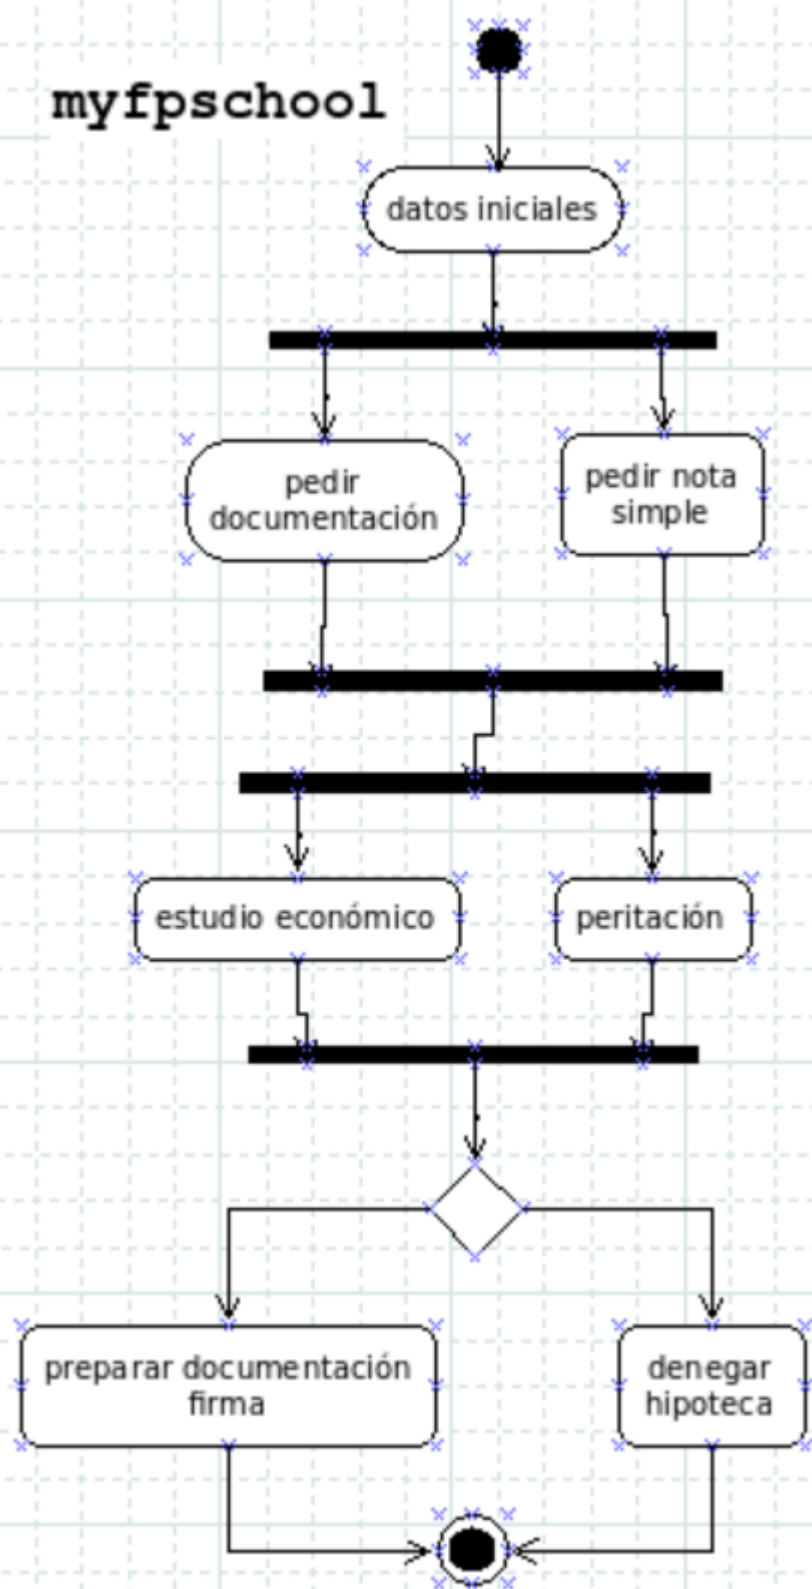 myfpschool
datos iniciales
pedir
documentación
pedir nota
simple
estudio económico
peritación
preparar documentación
firma
denegar
hipoteca